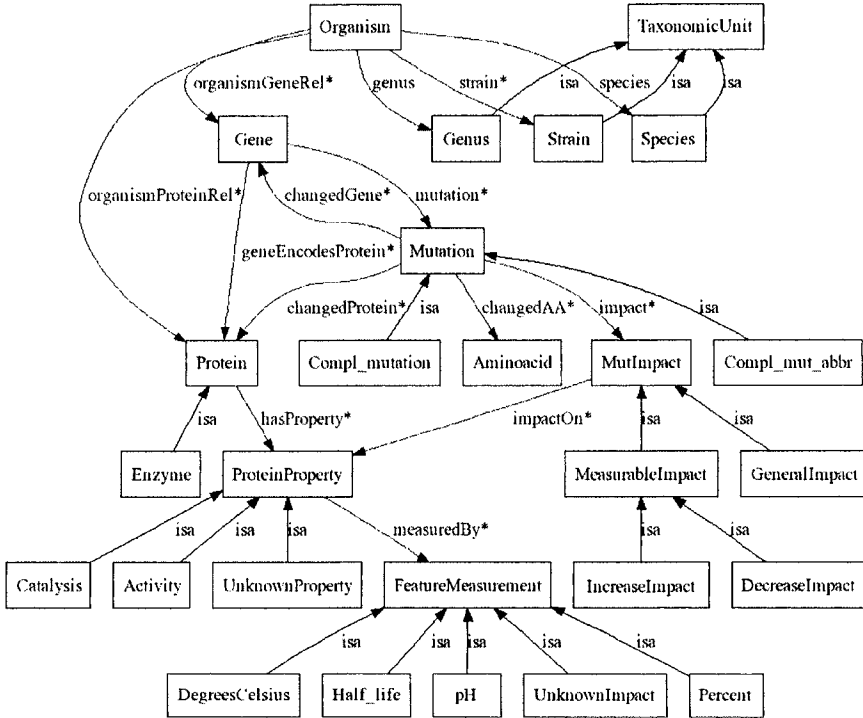 Organism
TaxonomicUnit
organismGeneRel*
genus
strain*
isa
species
isa
isa
Gene
Genus
Strain
Species
organismProteinRel*
changedGene*
mutation*
geneEncodesProtein*
Mutation
changedProtein*
isa
changedAA*
impact*
isa
Protein
Compl_mutation
Aminoacid
MutImpact
Compl_mut_abbr
isa
hasProperty*
impactOn*
isa
isa
Enzyme
ProteinProperty
MeasurableImpact
GeneralImpact
isa
isa
isa
measuredBy*
isa
isa
Catalysis
Activity
UnknownProperty
FeatureMeasurement
IncreaseImpact
DecreaseImpact
isa
isa
isa
isa
isa
DegreesCelsius
Half_life
pH
UnknownImpact
Percent